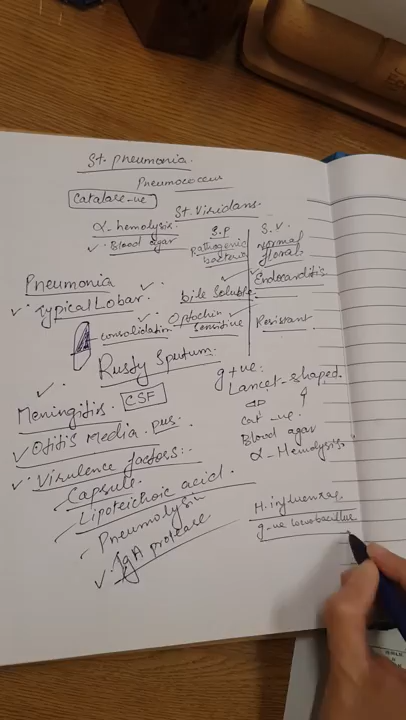 St. pneumonia.
Pneumococcus
Catalase -ve
St. Viridans.
α-hemolysis.
Blood agar
S.P
pathogenic
bacteria
S.V.
normal
floral
Pneumonia
Typical Lobar.
bile Soluble
Endocarditis
consolidation
Optochin
Sensitive
Resistant
Rusty Sputum.
g+ve:
Lancet-shaped.
Meningitis. CSF
cat -ve.
Otitis Media. pus.
Blood agar
α-Hemolysis.
Virulence factors:-
Capsule.
Lipoteichoic acid.
Pneumolysin
IgA protease
H. influenzae
g-ve